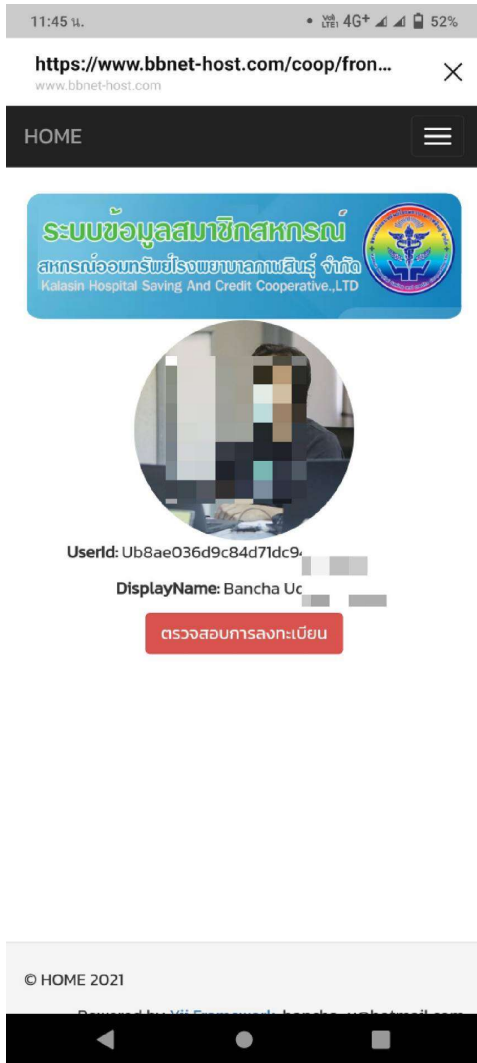 11:45 น.
4G+ 52%
https://www.bbnet-host.com/coop/fron...
www.bbnet-host.com
HOME
ระบบข้อมูลสมาชิกสหกรณ์
สหกรณ์ออมทรัพย์โรงพยาบาลกาฬสินธุ์ จำกัด
Kalasin Hospital Saving And Credit Cooperative.,LTD
UserId: Ub8ae036d9c84d71dc9
DisplayName: Bancha
ตรวจสอบการลงทะเบียน
© HOME 2021